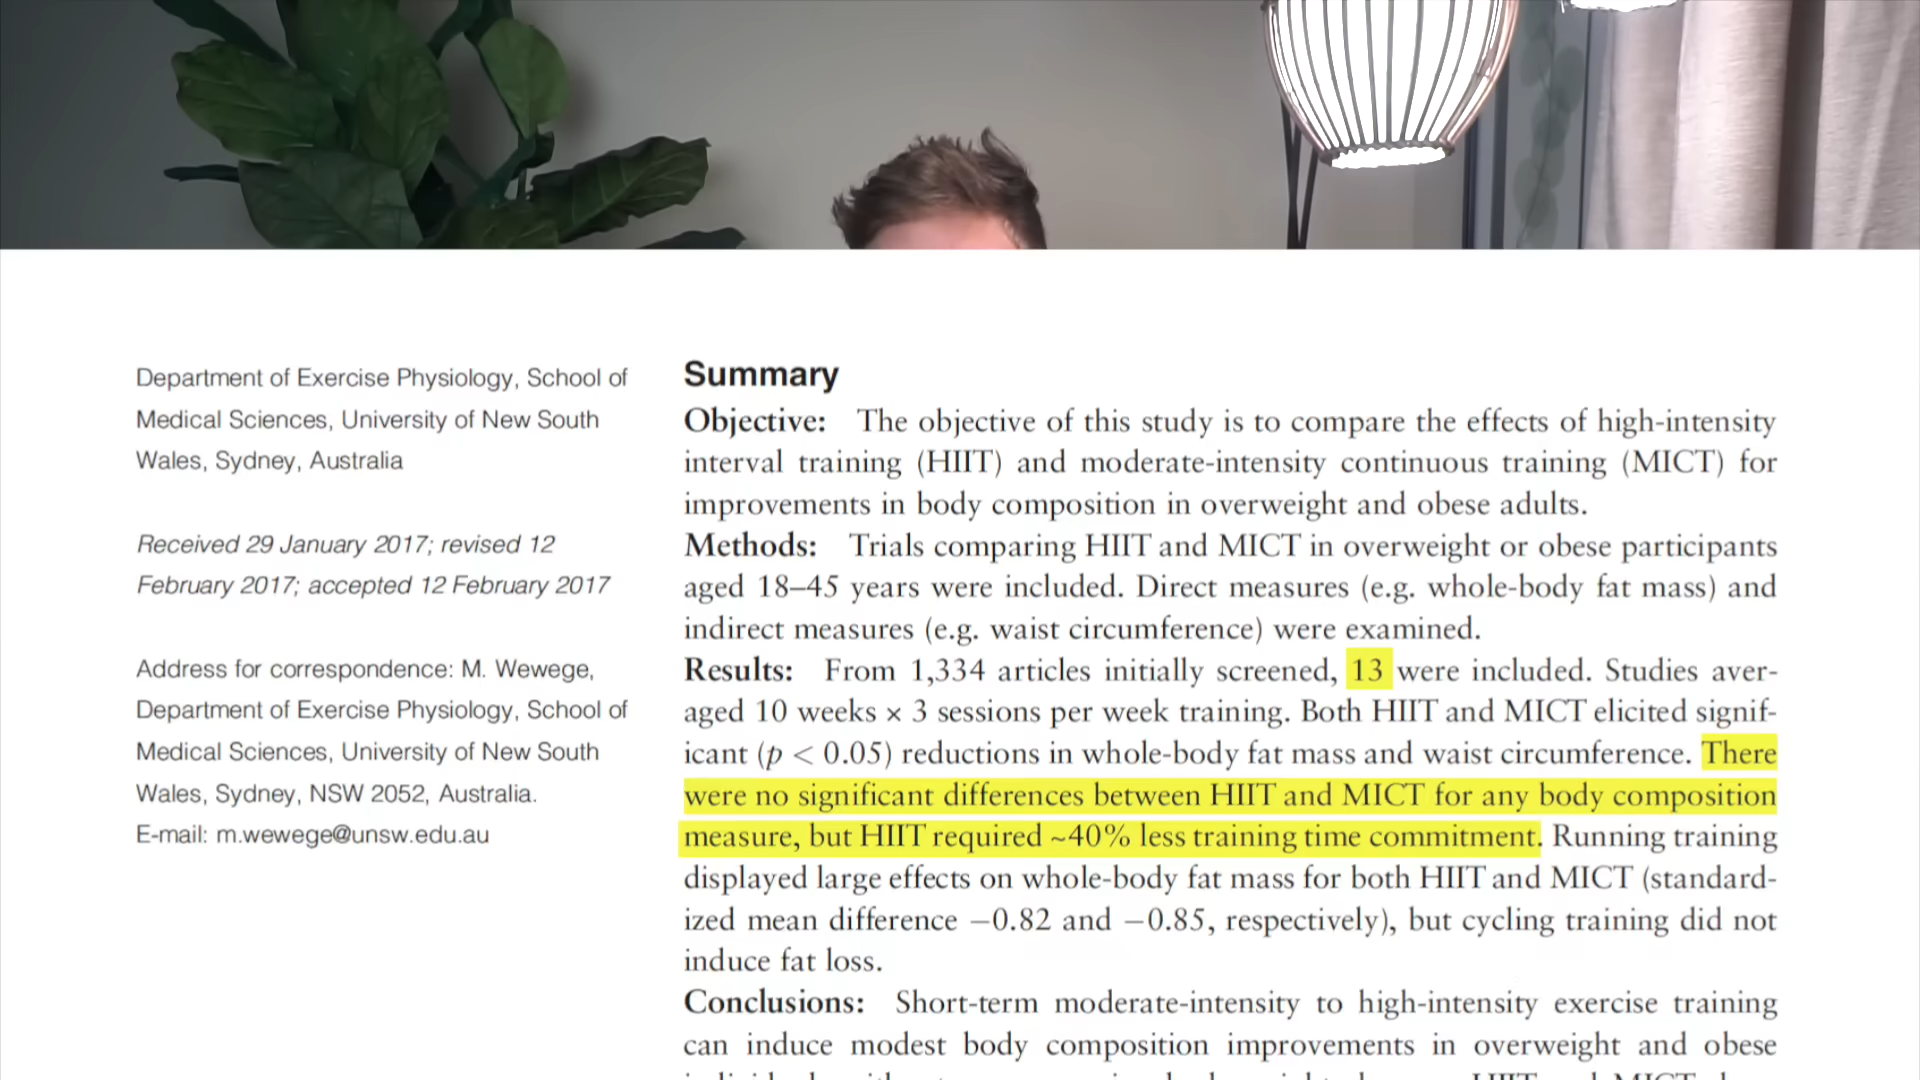 Department of Exercise Physiology, School of
Medical Sciences, University of New South
Wales, Sydney, Australia
Received 29 January 2017; revised 12
February 2017; accepted 12 February 2017
Address for correspondence: M. Wewege,
Department of Exercise Physiology, School of
Medical Sciences, University of New South
Wales, Sydney, NSW 2052, Australia.
E-mail: m.wewege@unsw.edu.au
Summary
Objective: The objective of this study is to compare the effects of high-intensity
interval training (HIIT) and moderate-intensity continuous training (MICT) for
improvements in body composition in overweight and obese adults.
Methods: Trials comparing HIIT and MICT in overweight or obese participants
aged 18–45 years were included. Direct measures (e.g. whole-body fat mass) and
indirect measures (e.g. waist circumference) were examined.
Results: From 1,334 articles initially screened, 13 were included. Studies aver-
aged 10 weeks × 3 sessions per week training. Both HIIT and MICT elicited signif-
icant (p < 0.05) reductions in whole-body fat mass and waist circumference. There
were no significant differences between HIIT and MICT for any body composition
measure, but HIIT required ~40% less training time commitment. Running training
displayed large effects on whole-body fat mass for both HIIT and MICT (standard-
ized mean difference −0.82 and −0.85, respectively), but cycling training did not
induce fat loss.
Conclusions: Short-term moderate-intensity to high-intensity exercise training
can induce modest body composition improvements in overweight and obese